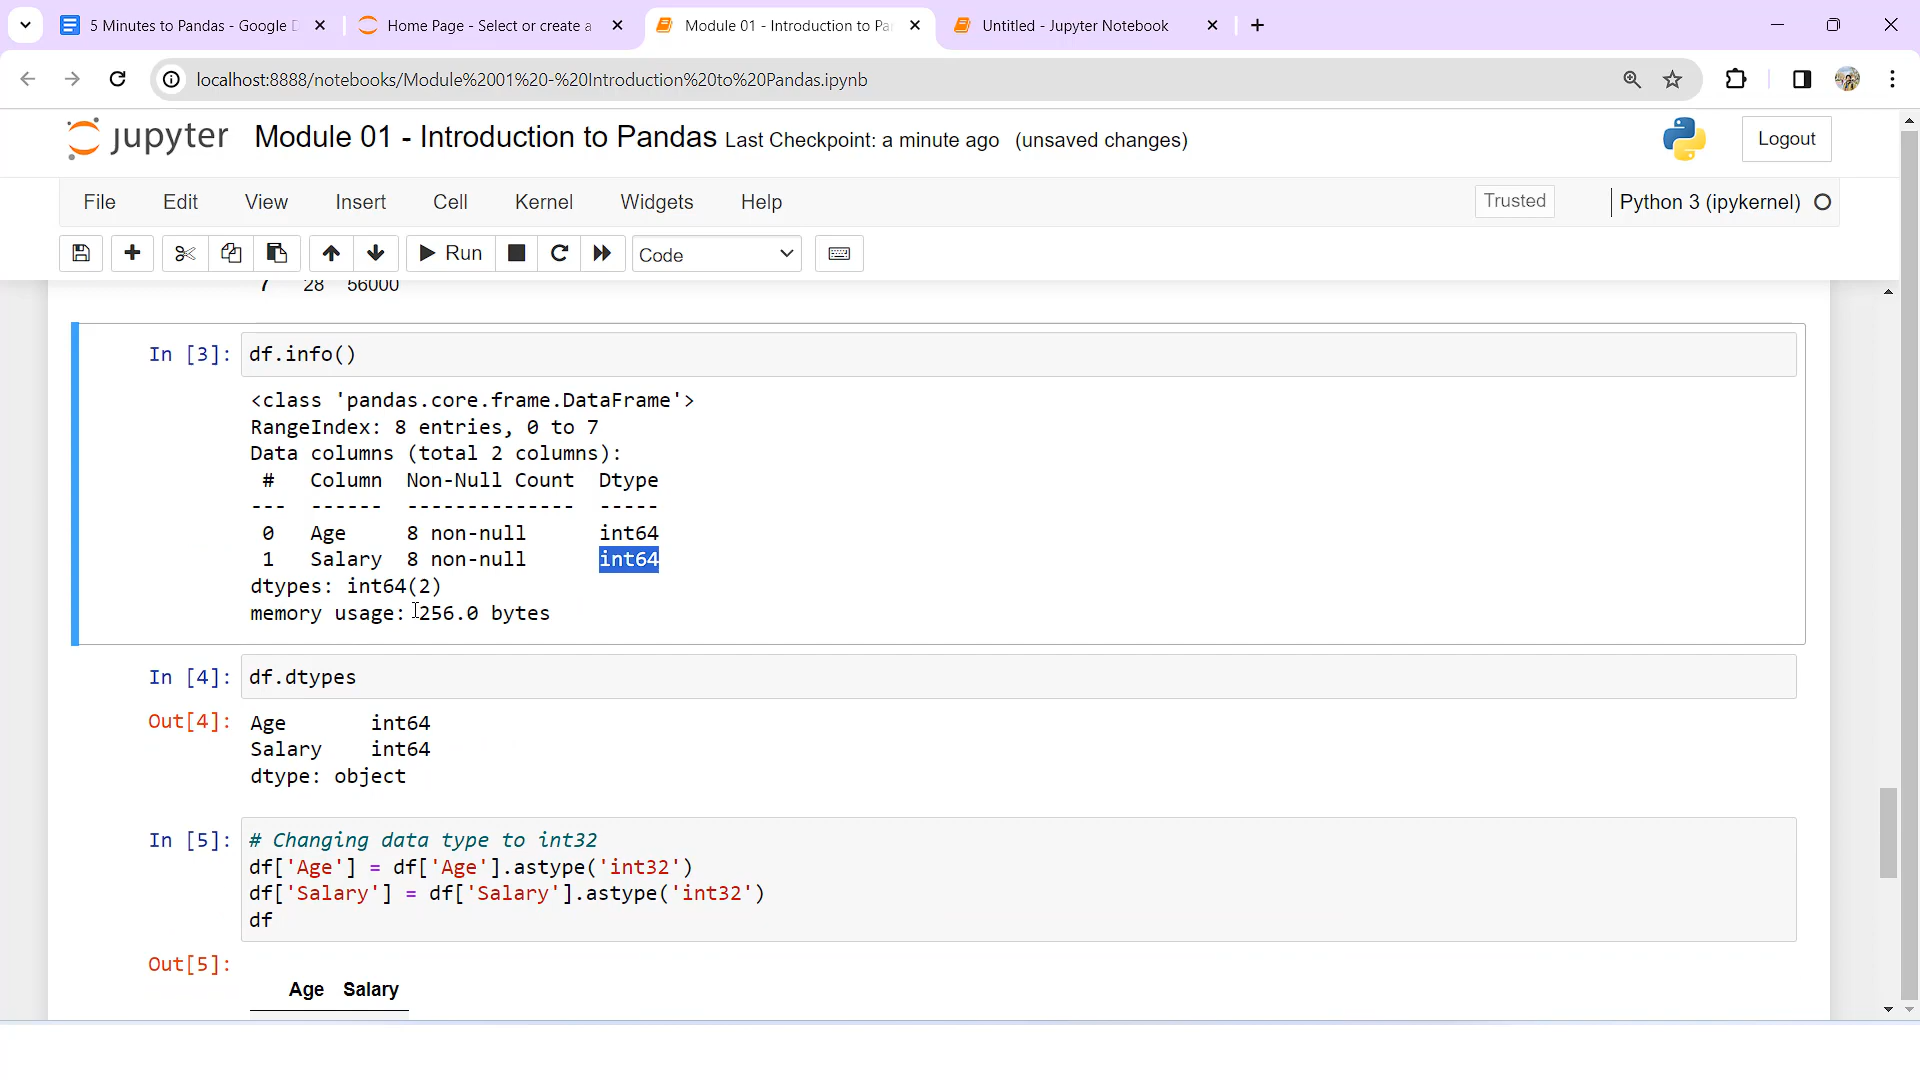 5 Minutes to Pandas - Google D
Home Page - Select or create a
Module 01 - Introduction to Pa
Untitled - Jupyter Notebook
localhost:8888/notebooks/Module%2001%20-%20Introduction%20to%20Pandas.ipynb
jupyter Module 01 - Introduction to Pandas Last Checkpoint: a minute ago (unsaved changes)
Logout
File Edit View Insert Cell Kernel Widgets Help
Trusted
Python 3 (ipykernel)
Run
Code
7 28 56000
In [3]: df.info()
<class 'pandas.core.frame.DataFrame'>
RangeIndex: 8 entries, 0 to 7
Data columns (total 2 columns):
# Column Non-Null Count Dtype
--- ------ -------------- -----
0 Age 8 non-null int64
1 Salary 8 non-null int64
dtypes: int64(2)
memory usage: 256.0 bytes
In [4]: df.dtypes
Out[4]: Age int64
Salary int64
dtype: object
In [5]: # Changing data type to int32
df['Age'] = df['Age'].astype('int32')
df['Salary'] = df['Salary'].astype('int32')
df
Out[5]:
Age Salary